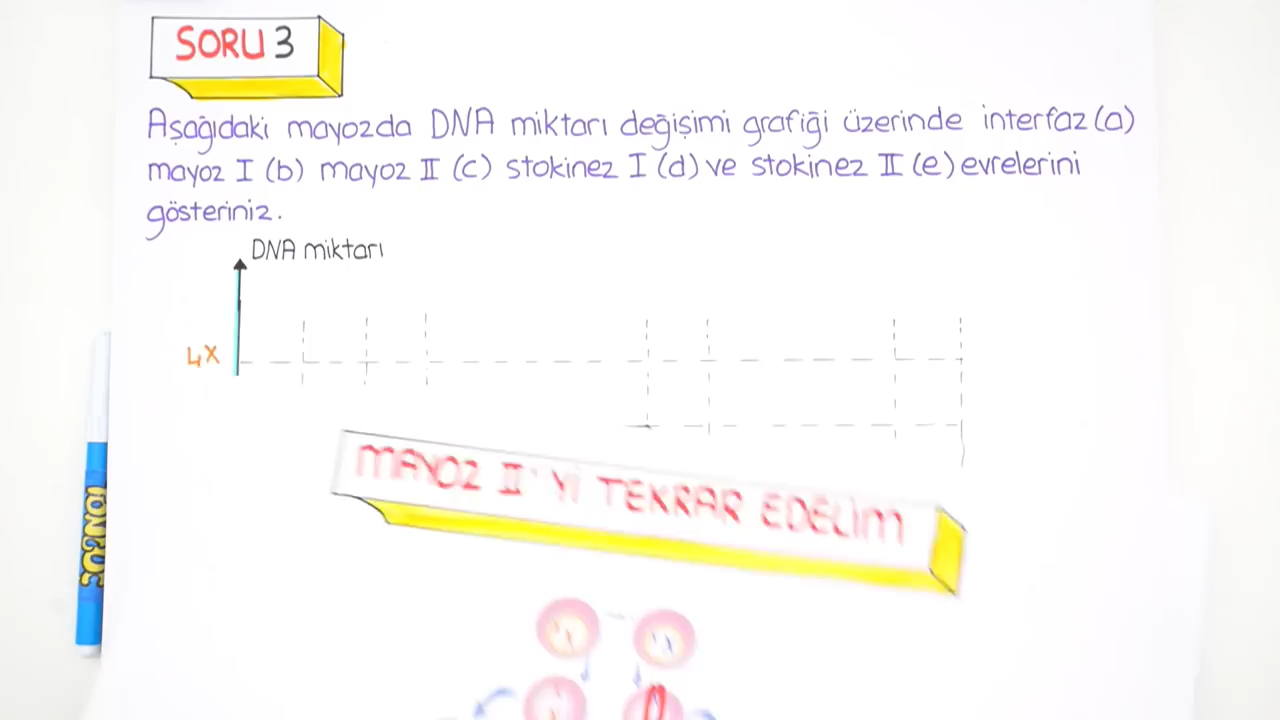 SORU 3
Aşağıdaki mayozda DNA miktarı değişimi grafiği üzerinde interfaz (a)
mayoz I (b) mayoz II (c) stokinez I (d) ve stokinez II (e) evrelerini
gösteriniz.
DNA miktarı
4X
MAYOZ II' Yİ TEKRAR EDELİM